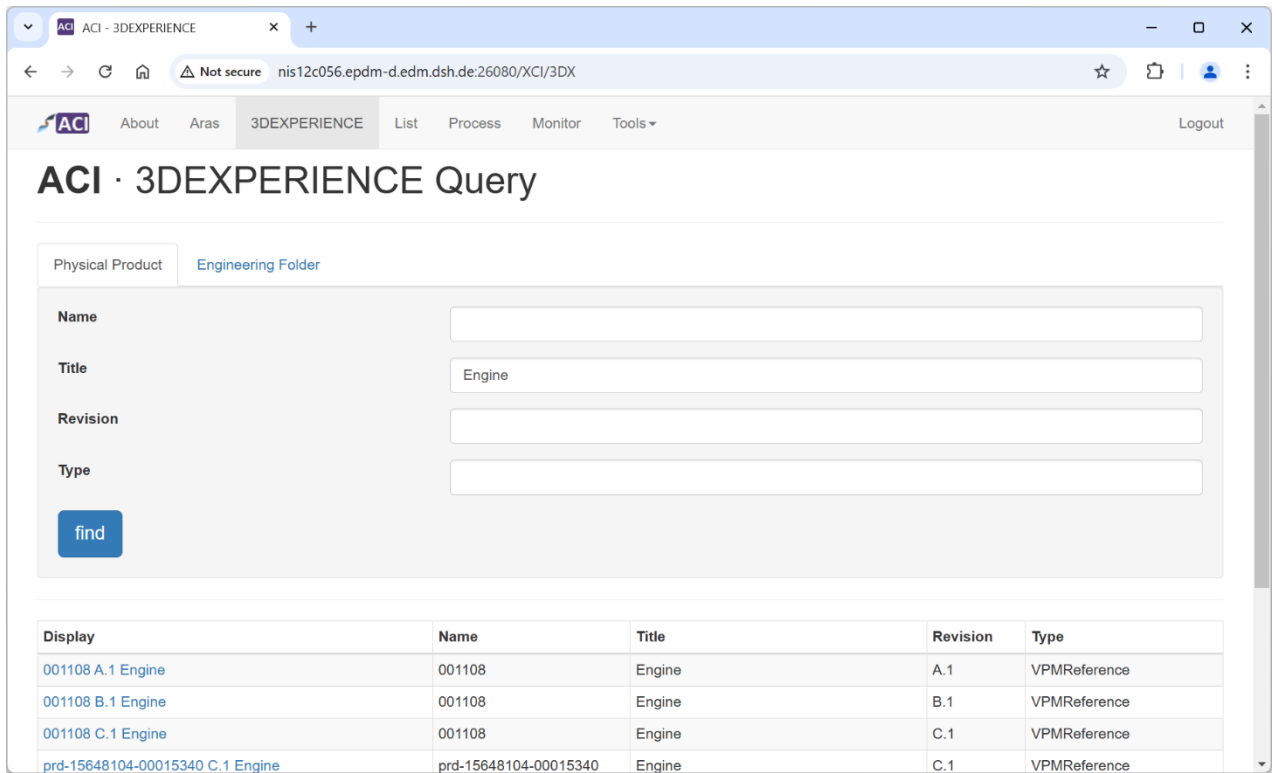 ACI ACI - 3DEXPERIENCE
Not secure nis12c056.epdm-d.edm.dsh.de:26080/XCI/3DX
ACI About Aras 3DEXPERIENCE List Process Monitor Tools Logout
ACI · 3DEXPERIENCE Query
Physical Product Engineering Folder
Name
Title Engine
Revision
Type
find
Display Name Title Revision Type
001108 A.1 Engine 001108 Engine A.1 VPMReference
001108 B.1 Engine 001108 Engine B.1 VPMReference
001108 C.1 Engine 001108 Engine C.1 VPMReference
prd-15648104-00015340 C.1 Engine prd-15648104-00015340 Engine C.1 VPMReference